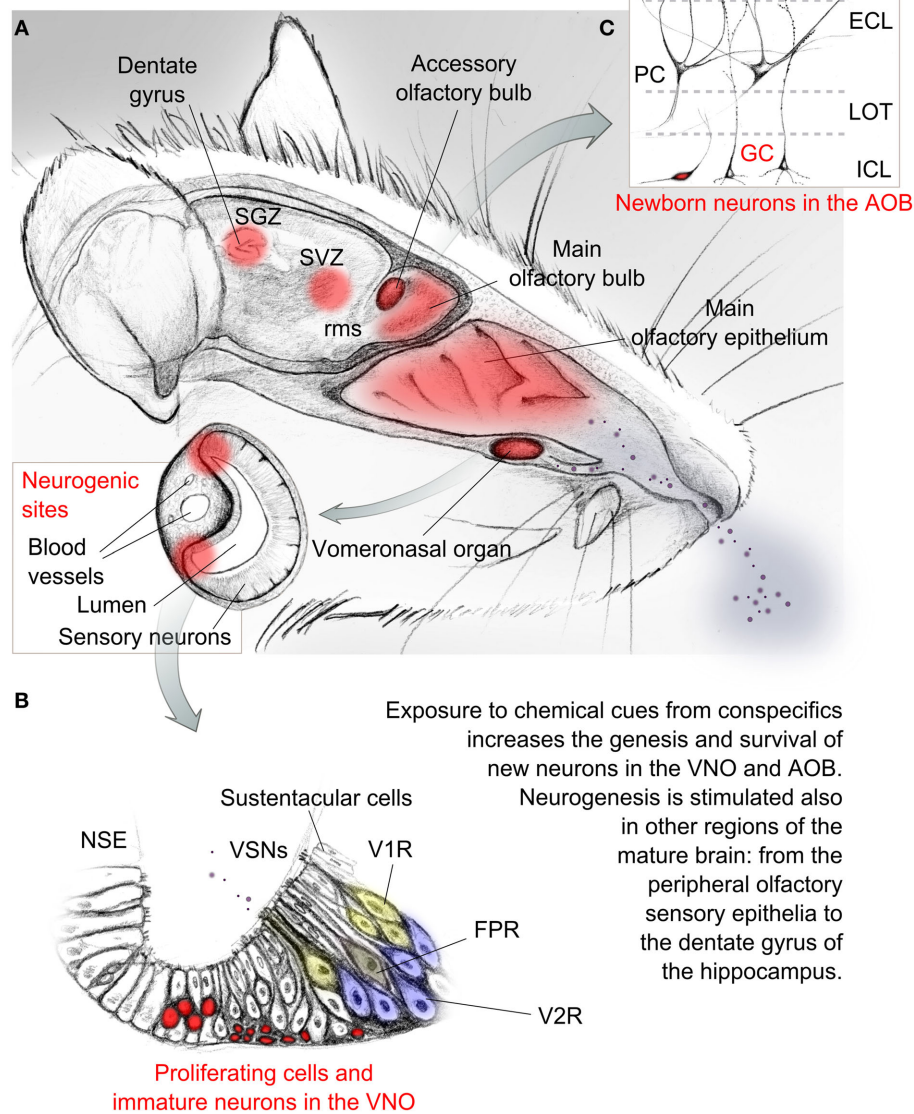 A
Dentate
gyrus
Accessory
olfactory bulb
C
ECL
PC
LOT
GC
ICL
Newborn neurons in the AOB
SGZ
SVZ
rms
Main
olfactory bulb
Main
olfactory epithelium
Neurogenic
sites
Blood
vessels
Lumen
Sensory neurons
Vomeronasal organ
B
Exposure to chemical cues from conspecifics
increases the genesis and survival of
new neurons in the VNO and AOB.
Neurogenesis is stimulated also
in other regions of the
mature brain: from the
peripheral olfactory
sensory epithelia to
the dentate gyrus of
the hippocampus.
Sustentacular cells
NSE
VSNs
V1R
FPR
V2R
Proliferating cells and
immature neurons in the VNO